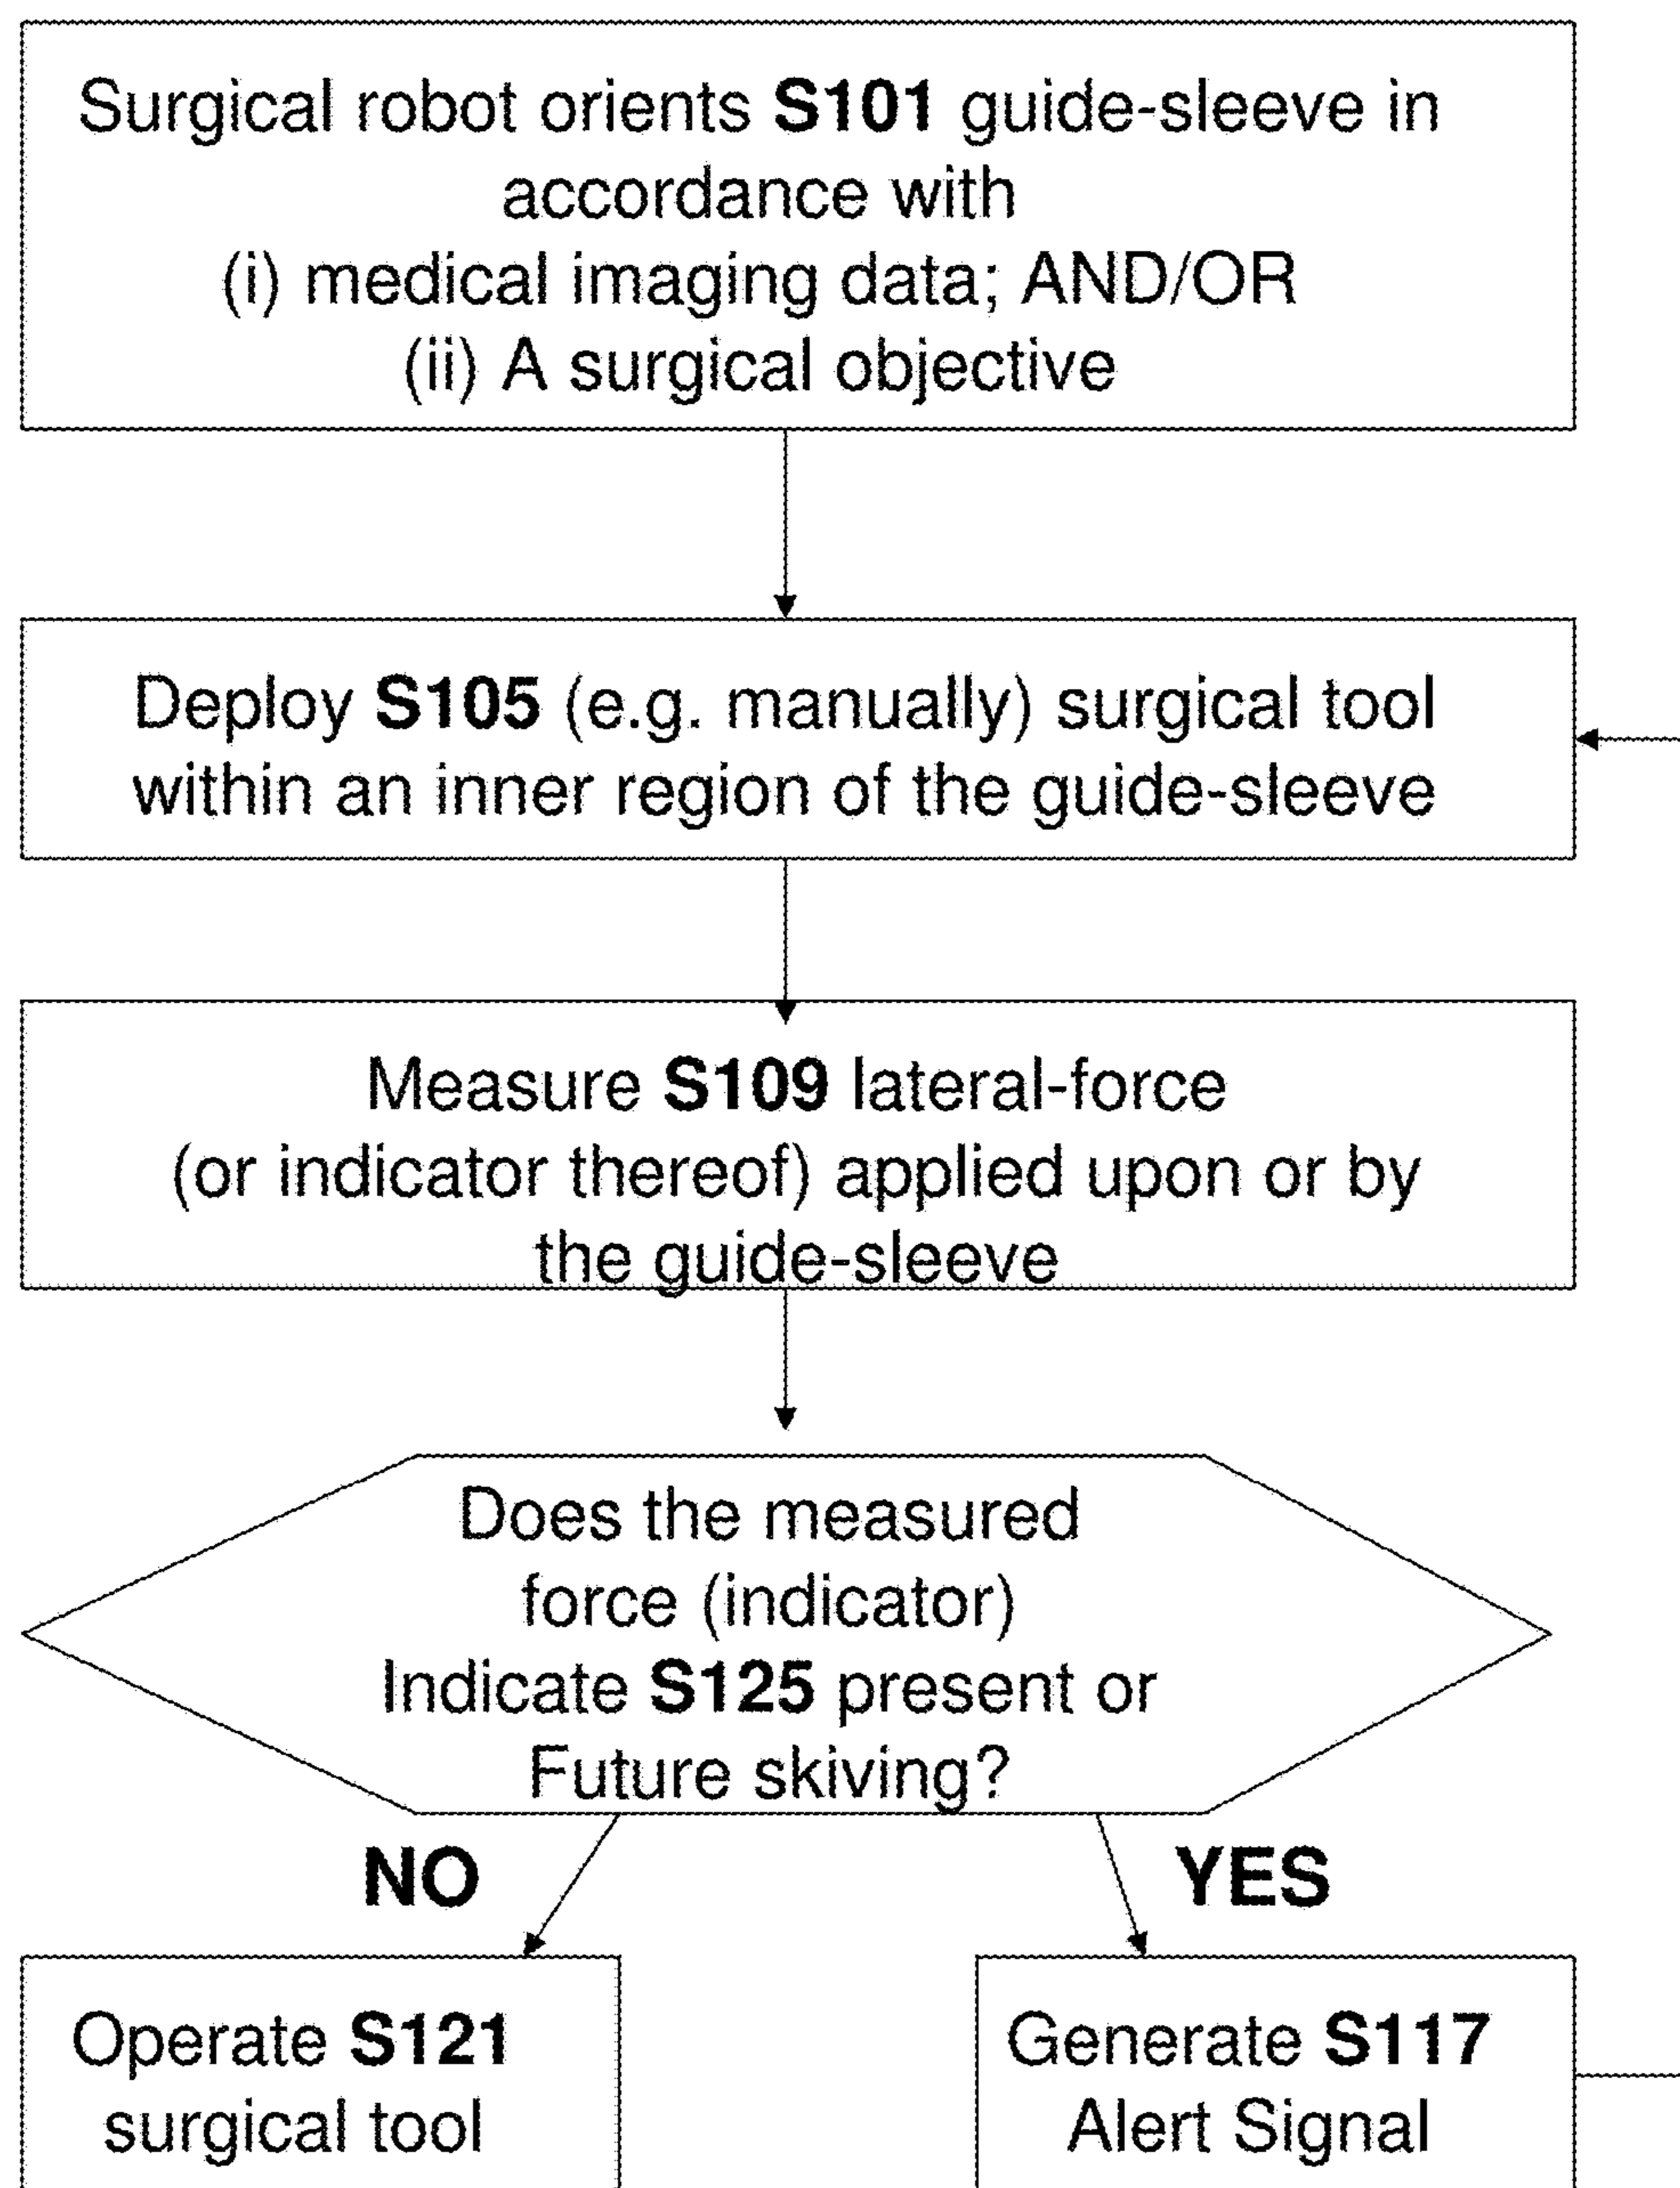 Surgical robot orients S101 guide-sleeve in
accordance with
(i) medical imaging data; AND/OR
(ii) A surgical objective
Deploy S105 (e.g. manually) surgical tool
within an inner region of the guide-sleeve
Measure S109 lateral-force
(or indicator thereof) applied upon or by
the guide-sleeve
Does the measured
force (indicator)
Indicate S125 present or
Future skiving?
NO
YES
Operate S121
surgical tool
Generate S117
Alert Signal